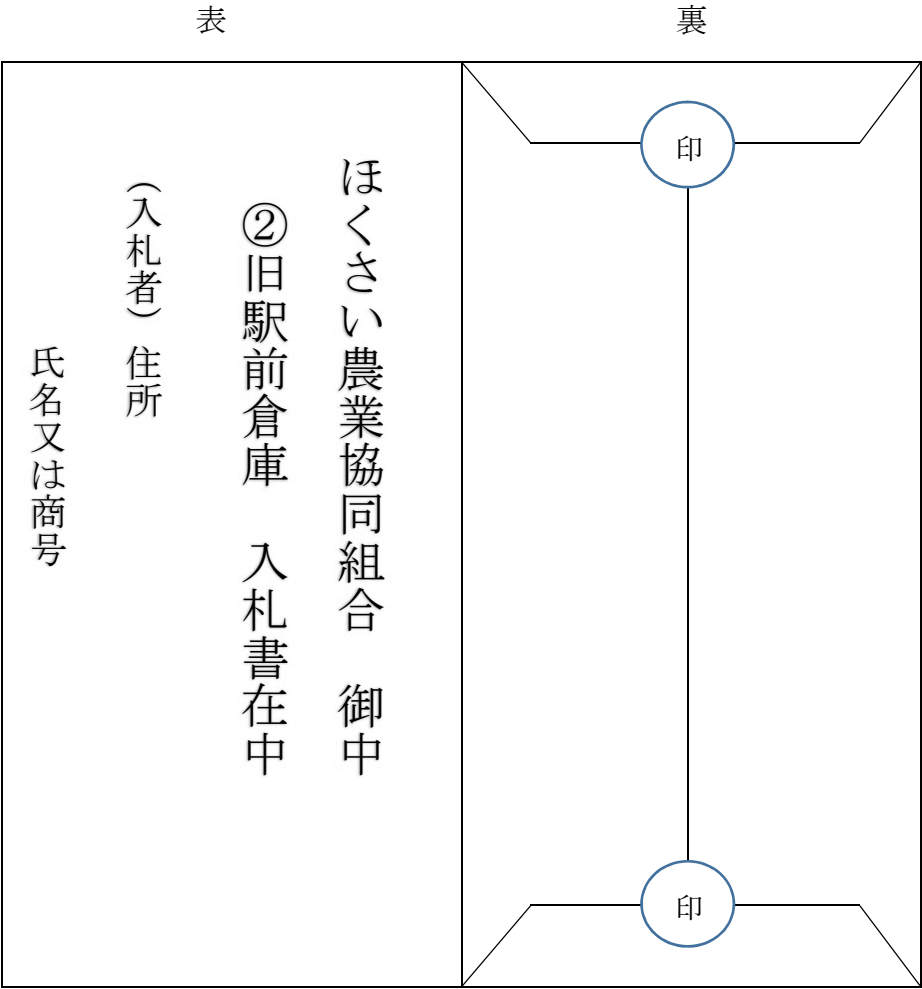 表
ほくさい農業協同組合　御中
②旧駅前倉庫　入札書在中
（入札者）住所
氏名又は商号
裏
印
印